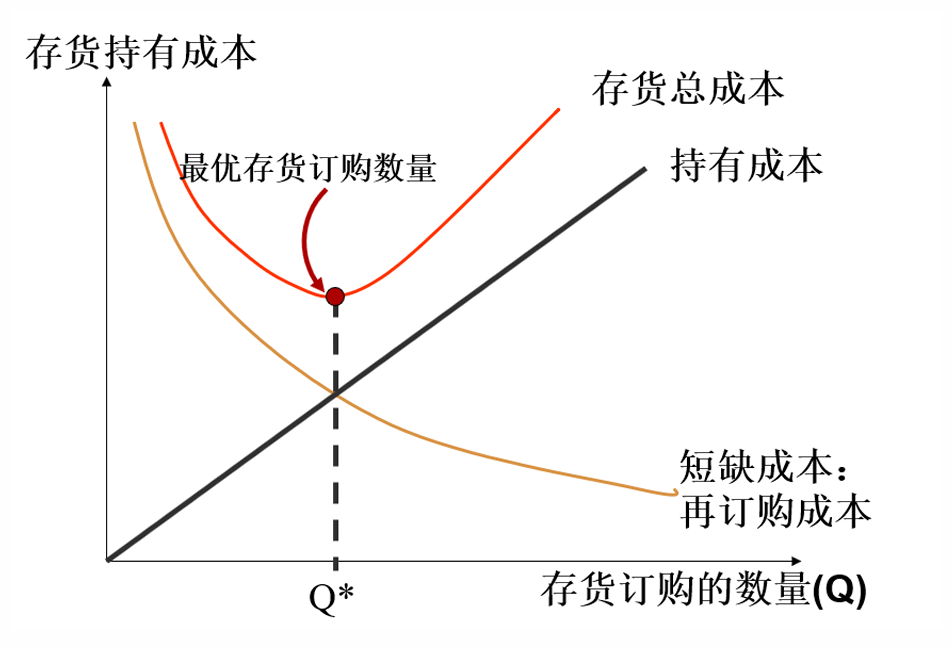 存货持有成本
存货总成本
最优存货订购数量
持有成本
短缺成本：
再订购成本
Q*
存货订购的数量(Q)